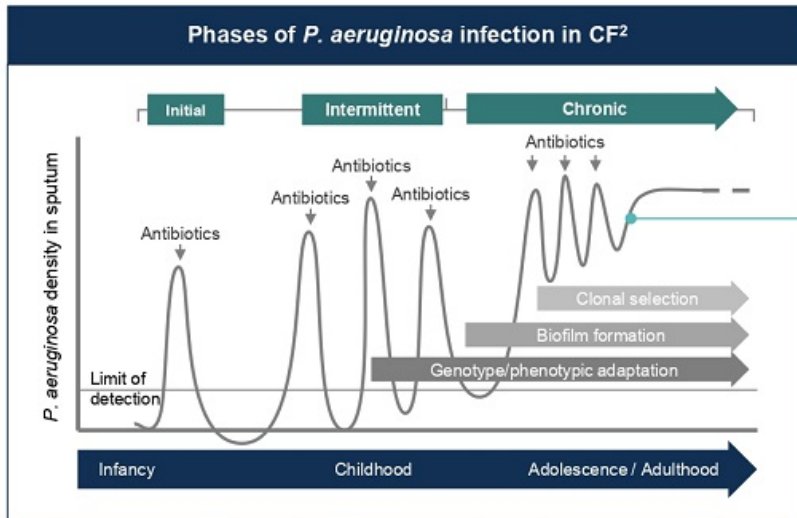 Phases of P. aeruginosa infection in CF²
Initial
Intermittent
Chronic
Antibiotics
Antibiotics
Antibiotics
Antibiotics
Antibiotics
P. aeruginosa density in sputum
Clonal selection
Biofilm formation
Genotype/phenotypic adaptation
Limit of
detection
Infancy
Childhood
Adolescence / Adulthood